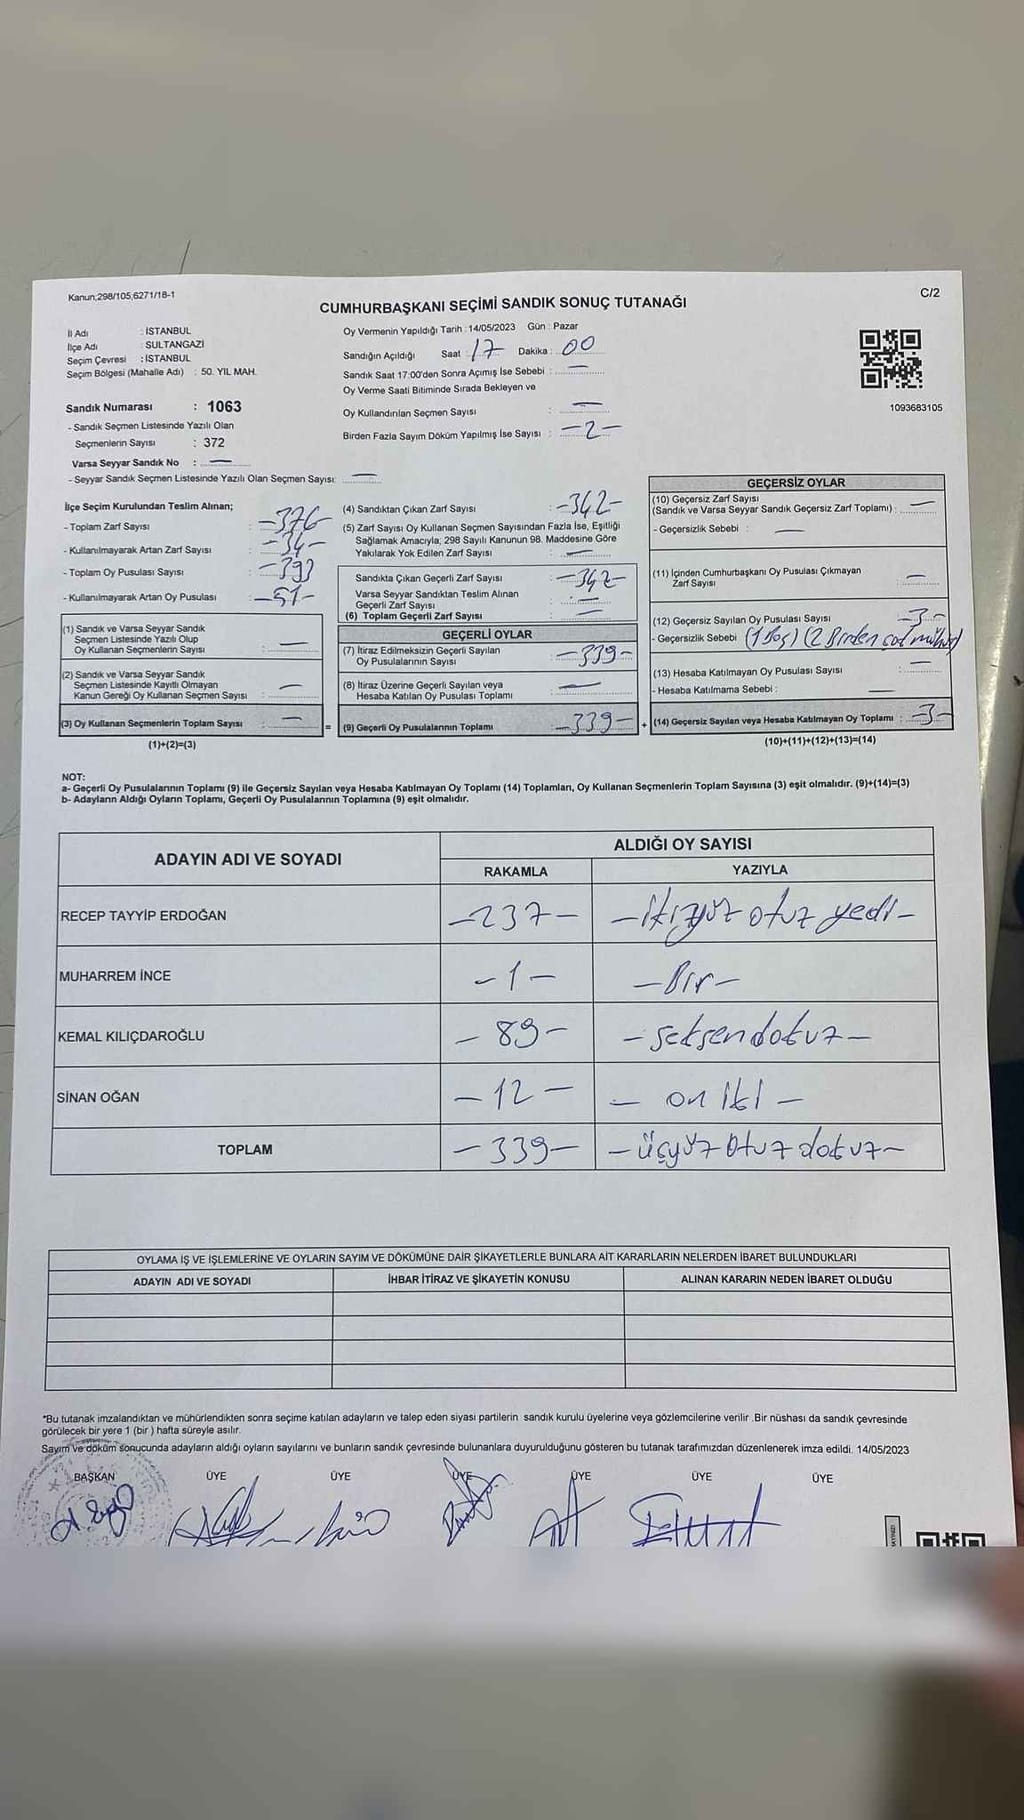 Kanun;298/105;6271/18-1
C/2
CUMHURBAŞKANI SEÇİMİ SANDIK SONUÇ TUTANAĞI
İl Adı : İSTANBUL
İlçe Adı : SULTANGAZİ
Seçim Çevresi : İSTANBUL
Seçim Bölgesi (Mahalle Adı) : 50. YIL MAH.
Sandık Numarası : 1063
- Sandık Seçmen Listesinde Yazılı Olan
Seçmenlerin Sayısı : 372
Varsa Seyyar Sandık No : —
- Seyyar Sandık Seçmen Listesinde Yazılı Olan Seçmen Sayısı: —
Oy Vermenin Yapıldığı Tarih : 14/05/2023 Gün : Pazar
Sandığın Açıldığı Saat : 17 Dakika : 00
Sandık Saat 17:00'den Sonra Açımış İse Sebebi : —
Oy Verme Saati Bitiminde Sırada Bekleyen ve
Oy Kullandırılan Seçmen Sayısı : —
Birden Fazla Sayım Döküm Yapılmış İse Sayısı : -2-
1093683105
İlçe Seçim Kurulundan Teslim Alınan;
- Toplam Zarf Sayısı : -376
- Kullanılmayarak Artan Zarf Sayısı : -34-
- Toplam Oy Pusulası Sayısı : -393
- Kullanılmayarak Artan Oy Pusulası : -51-
(1) Sandık ve Varsa Seyyar Sandık
Seçmen Listesinde Yazılı Olup
Oy Kullanan Seçmenlerin Sayısı : —
(2) Sandık ve Varsa Seyyar Sandık
Seçmen Listesinde Kayıtlı Olmayan
Kanun Gereği Oy Kullanan Seçmen Sayısı : —
(3) Oy Kullanan Seçmenlerin Toplam Sayısı : —
(1)+(2)=(3)
(4) Sandıktan Çıkan Zarf Sayısı : -342-
(5) Zarf Sayısı Oy Kullanan Seçmen Sayısından Fazla İse, Eşitliği
Sağlamak Amacıyla; 298 Sayılı Kanunun 98. Maddesine Göre
Yakılarak Yok Edilen Zarf Sayısı : —
Sandıkta Çıkan Geçerli Zarf Sayısı : -342-
Varsa Seyyar Sandıktan Teslim Alınan
Geçerli Zarf Sayısı : —
(6) Toplam Geçerli Zarf Sayısı : —
GEÇERLİ OYLAR
(7) İtiraz Edilmeksizin Geçerli Sayılan
Oy Pusulalarının Sayısı : -339-
(8) İtiraz Üzerine Geçerli Sayılan veya
Hesaba Katılan Oy Pusulası Toplamı : —
= (9) Geçerli Oy Pusulalarının Toplamı : -339-
GEÇERSİZ OYLAR
(10) Geçersiz Zarf Sayısı
(Sandık ve Varsa Seyyar Sandık Geçersiz Zarf Toplamı) : —
- Geçersizlik Sebebi : —
(11) İçinden Cumhurbaşkanı Oy Pusulası Çıkmayan
Zarf Sayısı : —
(12) Geçersiz Sayılan Oy Pusulası Sayısı : -3-
- Geçersizlik Sebebi : (1 Boş) (2 Birden çok mühür)
(13) Hesaba Katılmayan Oy Pusulası Sayısı : —
- Hesaba Katılmama Sebebi : —
+ (14) Geçersiz Sayılan veya Hesaba Katılmayan Oy Toplamı : -3-
(10)+(11)+(12)+(13)=(14)
NOT:
a- Geçerli Oy Pusulalarının Toplamı (9) ile Geçersiz Sayılan veya Hesaba Katılmayan Oy Toplamı (14) Toplamları, Oy Kullanan Seçmenlerin Toplam Sayısına (3) eşit olmalıdır. (9)+(14)=(3)
b- Adayların Aldığı Oyların Toplamı, Geçerli Oy Pusulalarının Toplamına (9) eşit olmalıdır.
ADAYIN ADI VE SOYADI
ALDIĞI OY SAYISI
RAKAMLA YAZIYLA
RECEP TAYYİP ERDOĞAN -237- -ikiyüz otuz yedi-
MUHARREM İNCE -1- -Bir-
KEMAL KILIÇDAROĞLU -89- -seksendokuz-
SİNAN OĞAN -12- -on iki-
TOPLAM -339- -üçyüz otuz dokuz-
OYLAMA İŞ VE İŞLEMLERİNE VE OYLARIN SAYIM VE DÖKÜMÜNE DAİR ŞİKAYETLERLE BUNLARA AİT KARARLARIN NELERDEN İBARET BULUNDUKLARI
ADAYIN ADI VE SOYADI İHBAR İTİRAZ VE ŞİKAYETİN KONUSU ALINAN KARARIN NEDEN İBARET OLDUĞU
*Bu tutanak imzalandıktan ve mühürlendikten sonra seçime katılan adayların ve talep eden siyasi partilerin sandık kurulu üyelerine veya gözlemcilerine verilir .Bir nüshası da sandık çevresinde
görülecek bir yere 1 (bir ) hafta süreyle asılır.
Sayım ve döküm sonucunda adayların aldığı oyların sayılarını ve bunların sandık çevresinde bulunanlara duyurulduğunu gösteren bu tutanak tarafımızdan düzenlenerek imza edildi. 14/05/2023
BAŞKAN ÜYE ÜYE ÜYE ÜYE ÜYE ÜYE